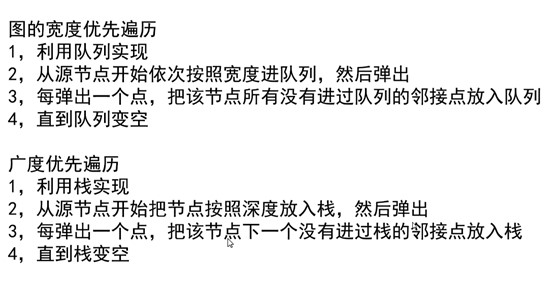 图的宽度优先遍历
1，利用队列实现
2，从源节点开始依次按照宽度进队列，然后弹出
3，每弹出一个点，把该节点所有没有进过队列的邻接点放入队列
4，直到队列变空
广度优先遍历
1，利用栈实现
2，从源节点开始把节点按照深度放入栈，然后弹出
3，每弹出一个点，把该节点下一个没有进过栈的邻接点放入栈
4，直到栈变空